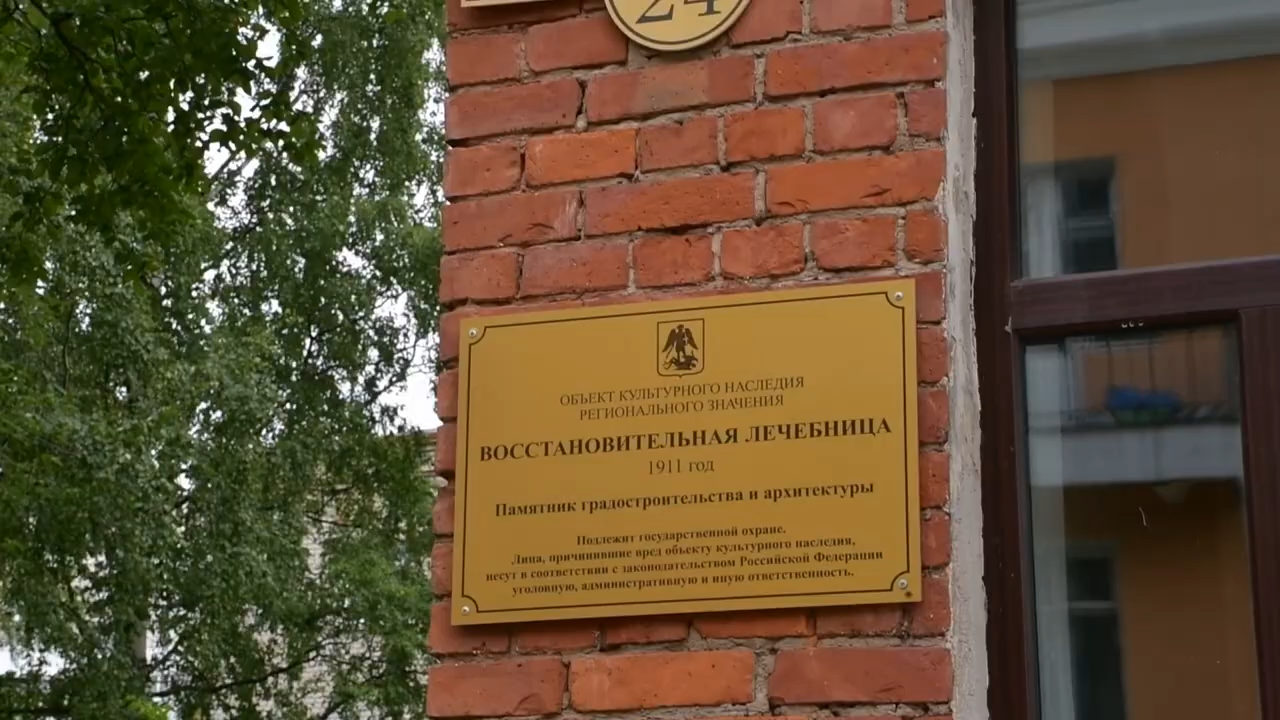 24
ОБЪЕКТ КУЛЬТУРНОГО НАСЛЕДИЯ
РЕГИОНАЛЬНОГО ЗНАЧЕНИЯ
ВОССТАНОВИТЕЛЬНАЯ ЛЕЧЕБНИЦА
1911 год
Памятник градостроительства и архитектуры
Подлежит государственной охране.
Лица, причинившие вред объекту культурного наследия,
несут в соответствии с законодательством Российской Федерации
уголовную, административную и иную ответственность.